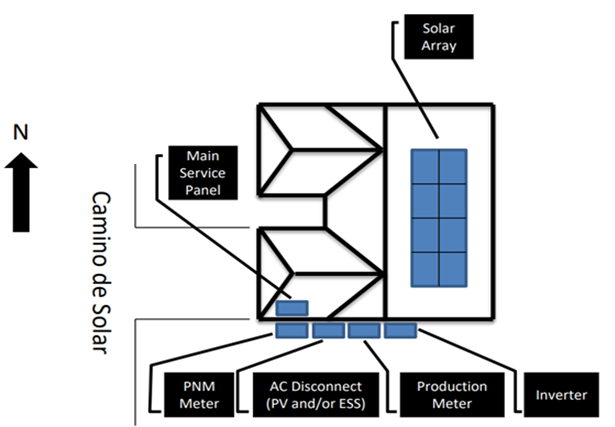 Solar
Array
N
Main
Service
Panel
Camino de Solar
PNM
Meter
AC Disconnect
(PV and/or ESS)
Production
Meter
Inverter